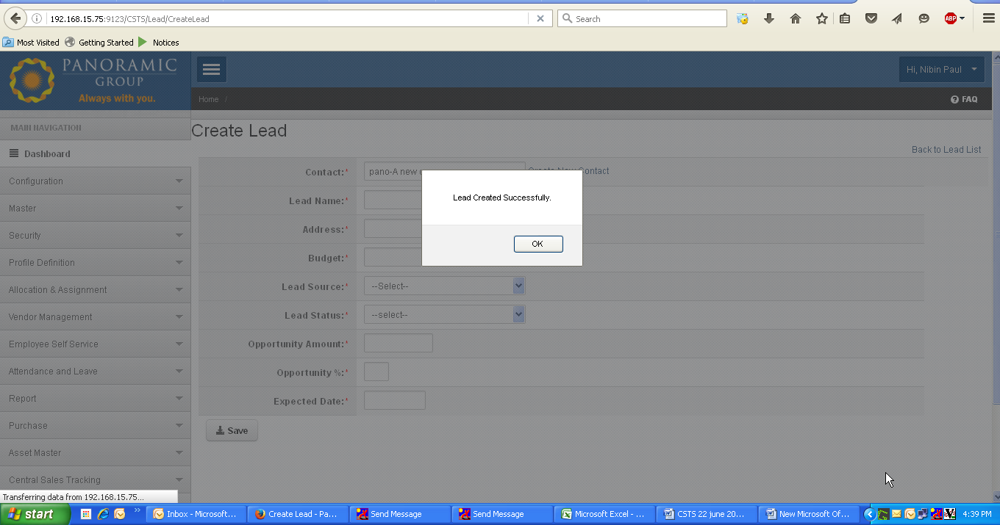 192.168.15.75:9123/CSTS/Lead/CreateLead
Search
ABP
Most Visited Getting Started Notices
PANORAMIC
GROUP
Always with you.
Hi, Nibin Paul
Home /
FAQ
MAIN NAVIGATION
Dashboard
Configuration
Master
Security
Profile Definition
Allocation & Assignment
Vendor Management
Employee Self Service
Attendance and Leave
Report
Purchase
Asset Master
Central Sales Tracking
Create Lead
Back to Lead List
Contact:* pano-A new Contact
Lead Name:*
Address:*
Budget:*
Lead Source:* --Select--
Lead Status:* --select--
Opportunity Amount:*
Opportunity %:*
Expected Date:*
Save
Lead Created Successfully.
OK
Transferring data from 192.168.15.75...
start
Inbox - Microsoft...
Create Lead - Pa...
Send Message
Send Message
Microsoft Excel - ...
CSTS 22 june 20...
New Microsoft Of...
4:39 PM